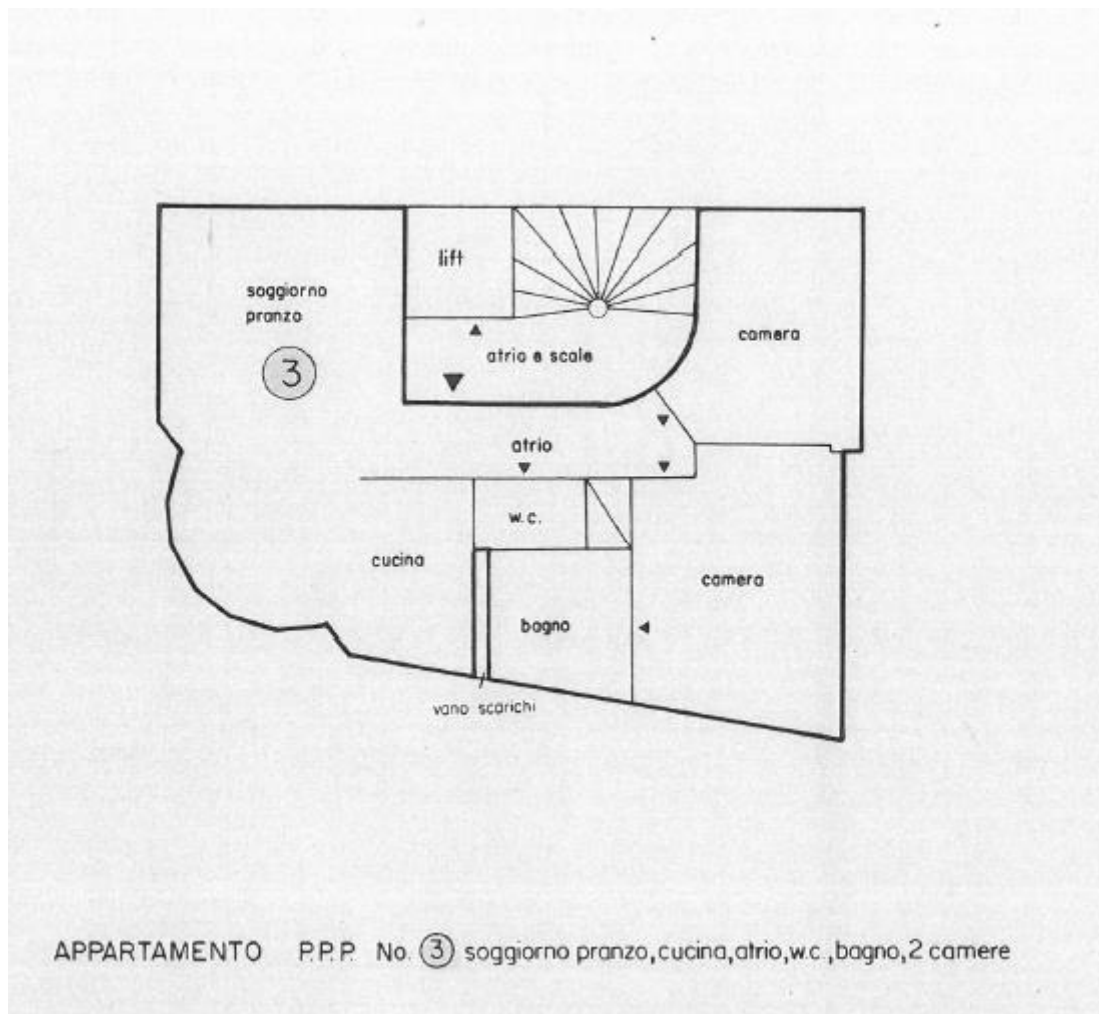 lift
soggiorno
pranzo
camera
3
atrio e scale
atrio
w.c.
cucina
camera
bagno
vano scarichi
APPARTAMENTO P.P.P. No. 3 soggiorno pranzo, cucina, atrio, w.c., bagno, 2 camere